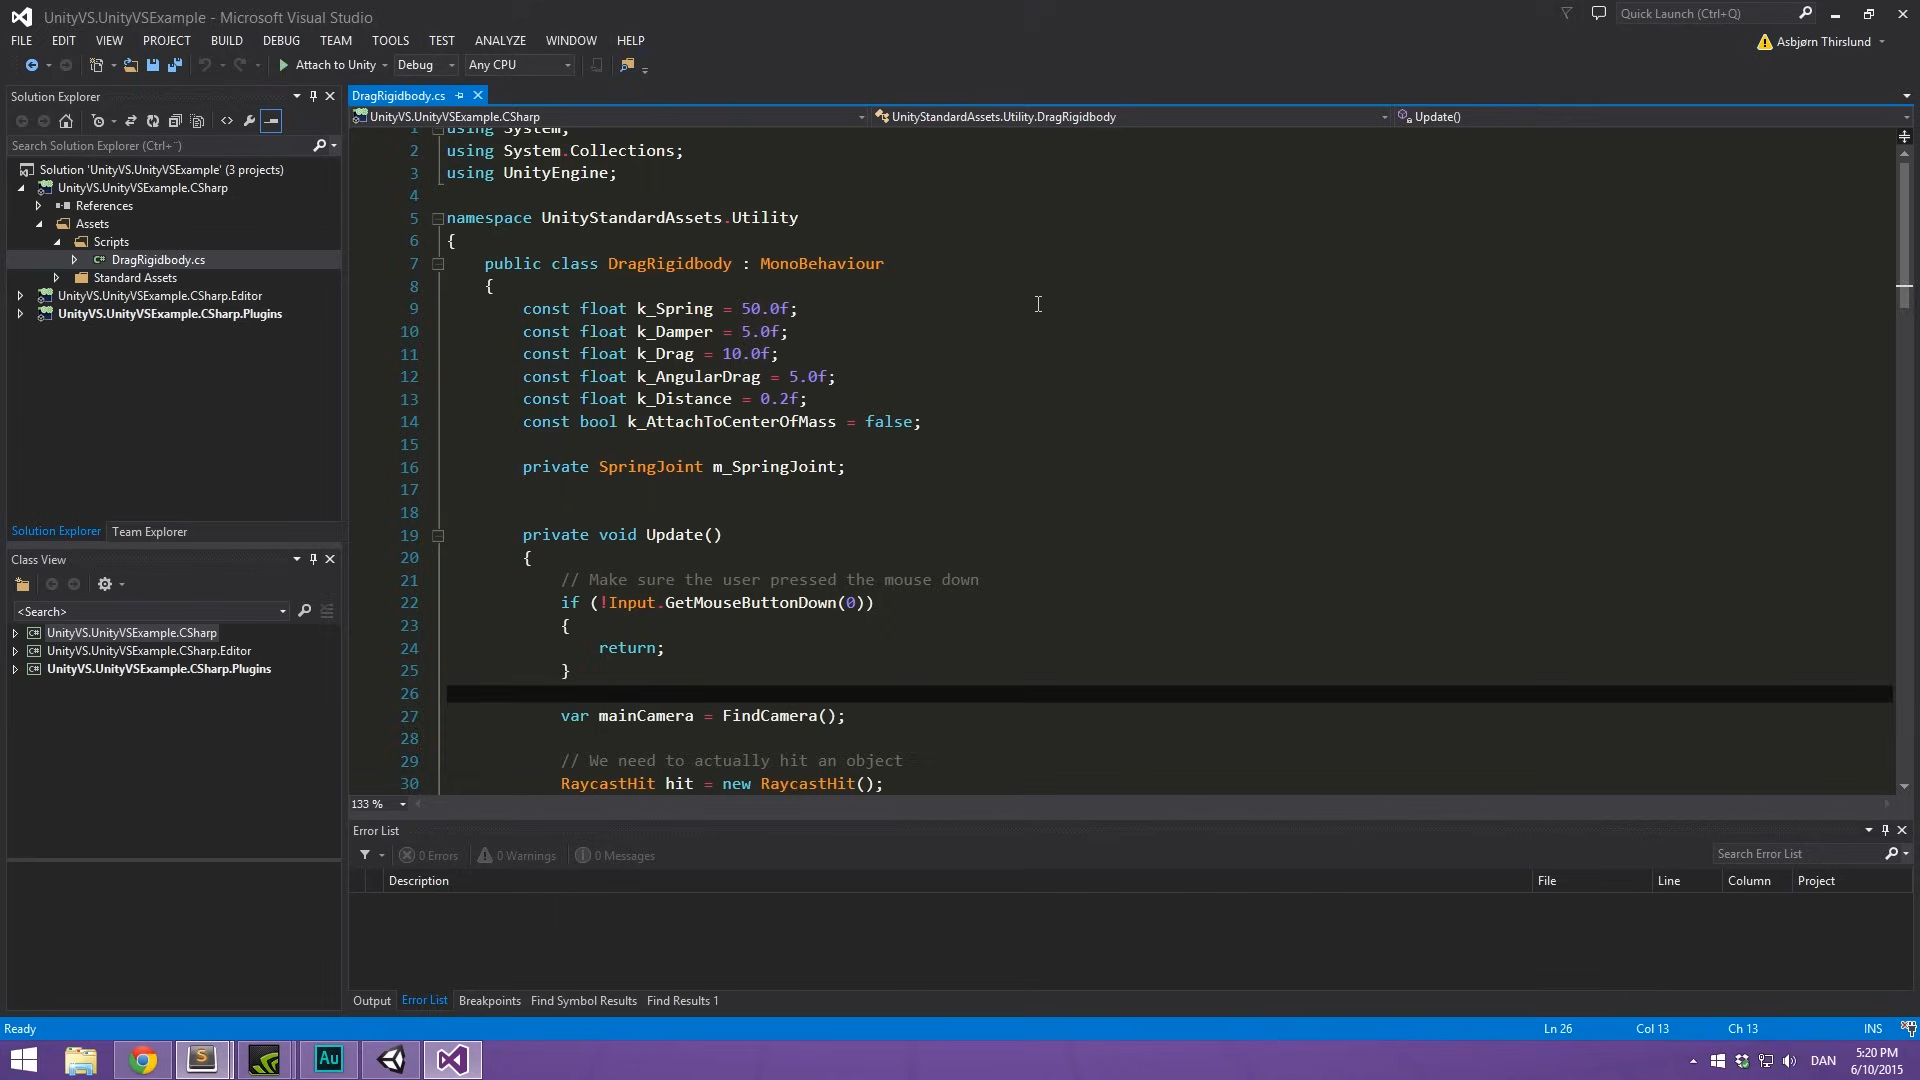 UnityVS.UnityVSExample - Microsoft Visual Studio
Quick Launch (Ctrl+Q)
FILE EDIT VIEW PROJECT BUILD DEBUG TEAM TOOLS TEST ANALYZE WINDOW HELP
Asbjørn Thirslund
Attach to Unity Debug Any CPU
Solution Explorer
Search Solution Explorer (Ctrl+¨)
Solution 'UnityVS.UnityVSExample' (3 projects)
UnityVS.UnityVSExample.CSharp
References
Assets
Scripts
C# DragRigidbody.cs
Standard Assets
UnityVS.UnityVSExample.CSharp.Editor
UnityVS.UnityVSExample.CSharp.Plugins
Solution Explorer Team Explorer
Class View
<Search>
C# UnityVS.UnityVSExample.CSharp
C# UnityVS.UnityVSExample.CSharp.Editor
C# UnityVS.UnityVSExample.CSharp.Plugins
DragRigidbody.cs
UnityVS.UnityVSExample.CSharp UnityStandardAssets.Utility.DragRigidbody Update()
1 using System;
2 using System.Collections;
3 using UnityEngine;
4
5 namespace UnityStandardAssets.Utility
6 {
7 public class DragRigidbody : MonoBehaviour
8 {
9 const float k_Spring = 50.0f;
10 const float k_Damper = 5.0f;
11 const float k_Drag = 10.0f;
12 const float k_AngularDrag = 5.0f;
13 const float k_Distance = 0.2f;
14 const bool k_AttachToCenterOfMass = false;
15
16 private SpringJoint m_SpringJoint;
17
18
19 private void Update()
20 {
21 // Make sure the user pressed the mouse down
22 if (!Input.GetMouseButtonDown(0))
23 {
24 return;
25 }
26
27 var mainCamera = FindCamera();
28
29 // We need to actually hit an object
30 RaycastHit hit = new RaycastHit();
133 %
Error List
0 Errors 0 Warnings 0 Messages
Search Error List
Description File Line Column Project
Output Error List Breakpoints Find Symbol Results Find Results 1
Ready Ln 26 Col 13 Ch 13 INS
Au
DAN
5:20 PM
6/10/2015